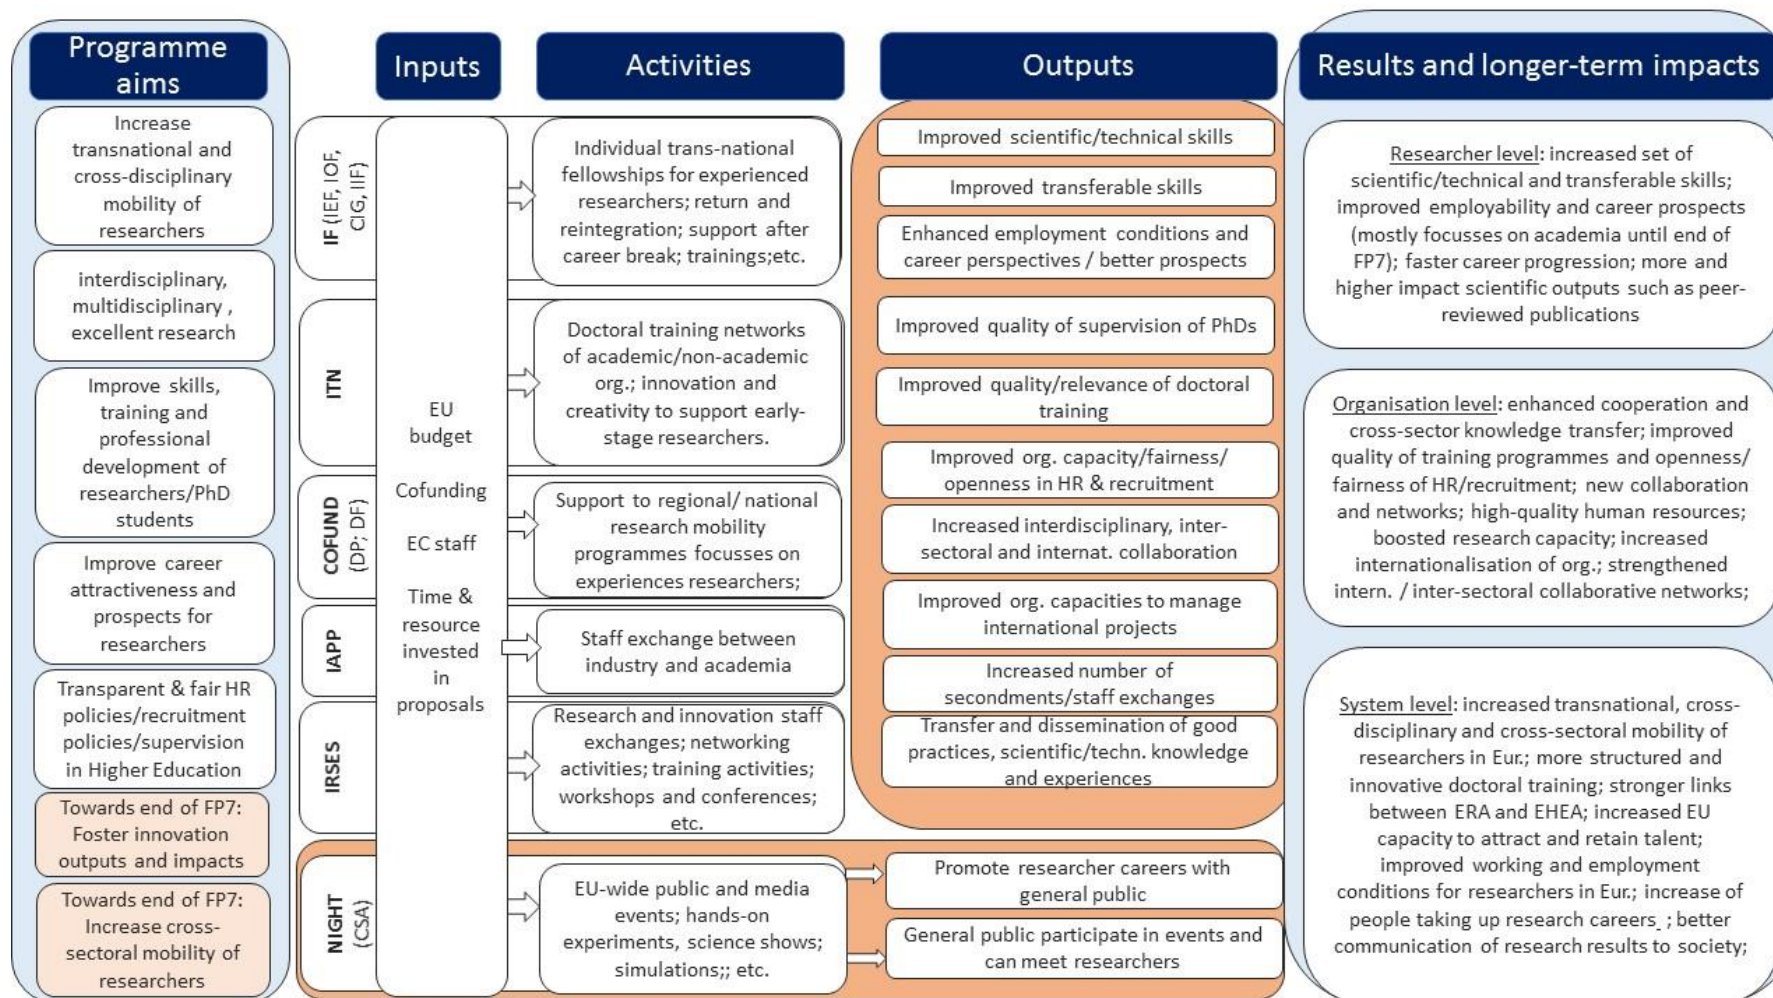 Programme
aims
Inputs
Activities
Outputs
Results and longer-term impacts
Increase
transnational and
cross-disciplinary
mobility of
researchers
interdisciplinary,
multidisciplinary ,
excellent research
Improve skills,
training and
professional
development of
researchers/PhD
students
Improve career
attractiveness and
prospects for
researchers
Transparent & fair HR
policies/recruitment
policies/supervision
in Higher Education
Towards end of FP7:
Foster innovation
outputs and impacts
Towards end of FP7:
Increase cross-
sectoral mobility of
researchers
IF (IEF, IOF,
CIG, IIF)
ITN
COFUND
(DP; DF)
IAPP
IRSES
NIGHT
(CSA)
EU
budget
Cofunding
EC staff
Time &
resource
invested
in
proposals
Individual trans-national
fellowships for experienced
researchers; return and
reintegration; support after
career break; trainings;etc.
Doctoral training networks
of academic/non-academic
org.; innovation and
creativity to support early-
stage researchers.
Support to regional/ national
research mobility
programmes focusses on
experiences researchers;
Staff exchange between
industry and academia
Research and innovation staff
exchanges; networking
activities; training activities;
workshops and conferences;
etc.
EU-wide public and media
events; hands-on
experiments, science shows;
simulations;; etc.
Improved scientific/technical skills
Improved transferable skills
Enhanced employment conditions and
career perspectives / better prospects
Improved quality of supervision of PhDs
Improved quality/relevance of doctoral
training
Improved org. capacity/fairness/
openness in HR & recruitment
Increased interdisciplinary, inter-
sectoral and internat. collaboration
Improved org. capacities to manage
international projects
Increased number of
secondments/staff exchanges
Transfer and dissemination of good
practices, scientific/techn. knowledge
and experiences
Promote researcher careers with
general public
General public participate in events and
can meet researchers
Researcher level: increased set of
scientific/technical and transferable skills;
improved employability and career prospects
(mostly focusses on academia until end of
FP7); faster career progression; more and
higher impact scientific outputs such as peer-
reviewed publications
Organisation level: enhanced cooperation and
cross-sector knowledge transfer; improved
quality of training programmes and openness/
fairness of HR/recruitment; new collaboration
and networks; high-quality human resources;
boosted research capacity; increased
internationalisation of org.; strengthened
intern. / inter-sectoral collaborative networks;
System level: increased transnational, cross-
disciplinary and cross-sectoral mobility of
researchers in Eur.; more structured and
innovative doctoral training; stronger links
between ERA and EHEA; increased EU
capacity to attract and retain talent;
improved working and employment
conditions for researchers in Eur.; increase of
people taking up research careers_; better
communication of research results to society;